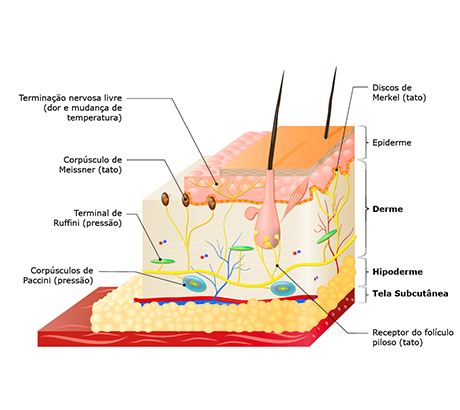 Terminação nervosa livre
(dor e mudança de
temperatura)
Corpúsculo de
Meissner (tato)
Terminal de
Ruffini (pressão)
Corpúsculos de
Paccini (pressão)
Discos de
Merkel (tato)
Epiderme
Derme
Hipoderme
Tela Subcutânea
Receptor do folículo
piloso (tato)